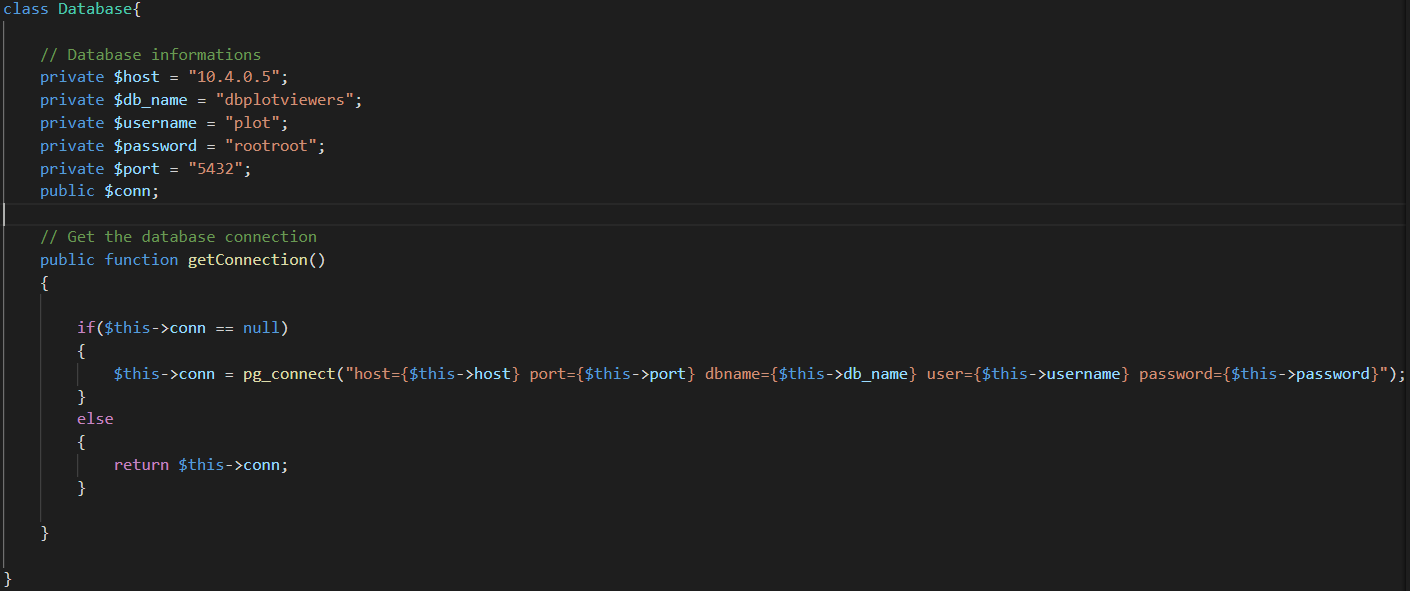 class Database{
// Database informations
private $host = "10.4.0.5";
private $db_name = "dbplotviewers";
private $username = "plot";
private $password = "rootroot";
private $port = "5432";
public $conn;
// Get the database connection
public function getConnection()
{
if($this->conn == null)
{
$this->conn = pg_connect("host={$this->host} port={$this->port} dbname={$this->db_name} user={$this->username} password={$this->password}");
}
else
{
return $this->conn;
}
}
}